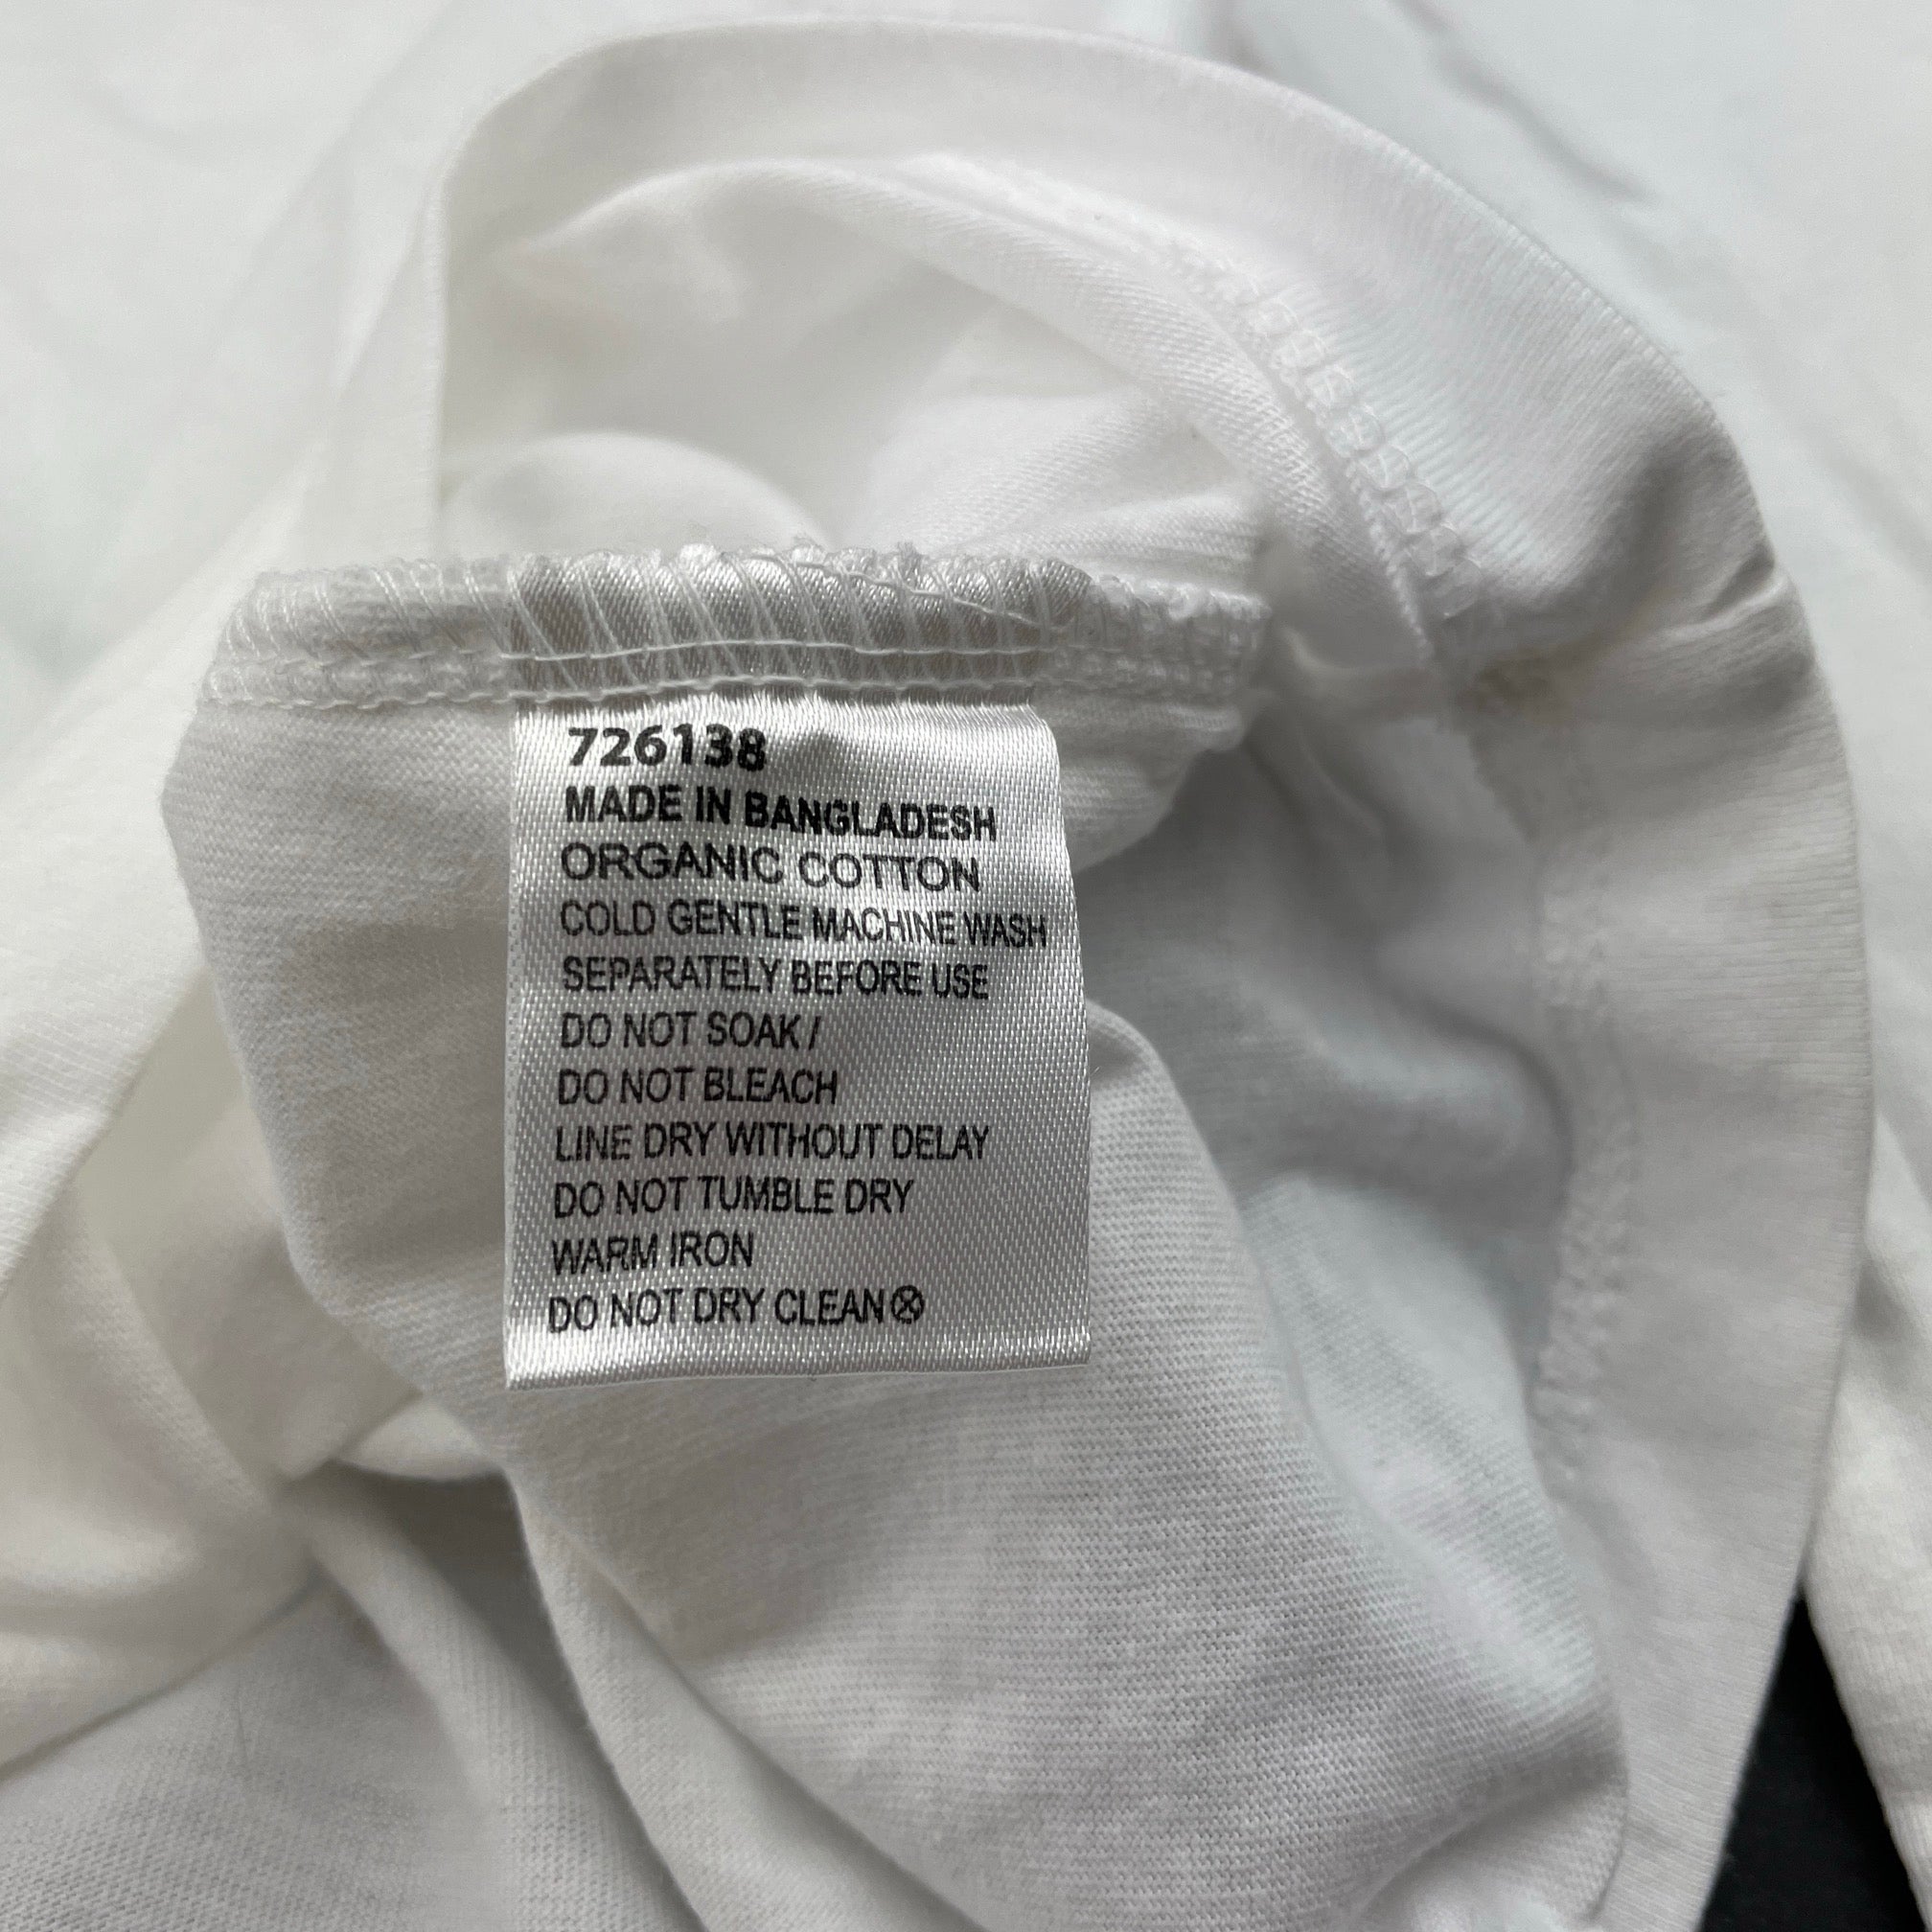 726138
MADE IN BANGLADESH
ORGANIC COTTON
COLD GENTLE MACHINE WASH
SEPARATELY BEFORE USE
DO NOT SOAK/
DO NOT BLEACH
LINE DRY WITHOUT DELAY
DO NOT TUMBLE DRY
WARM IRON
DO NOT DRY CLEAN